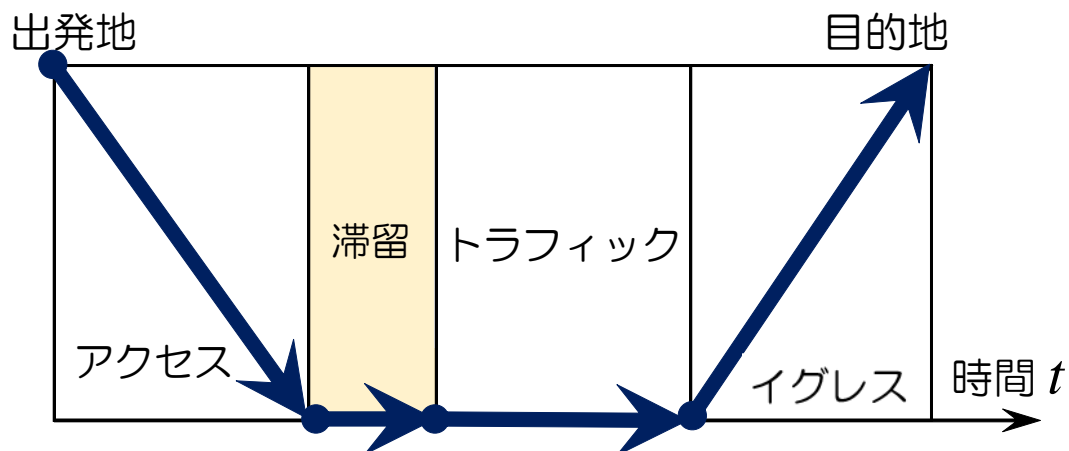 出発地
目的地
滞留
トラフィック
アクセス
イグレス
時間 t